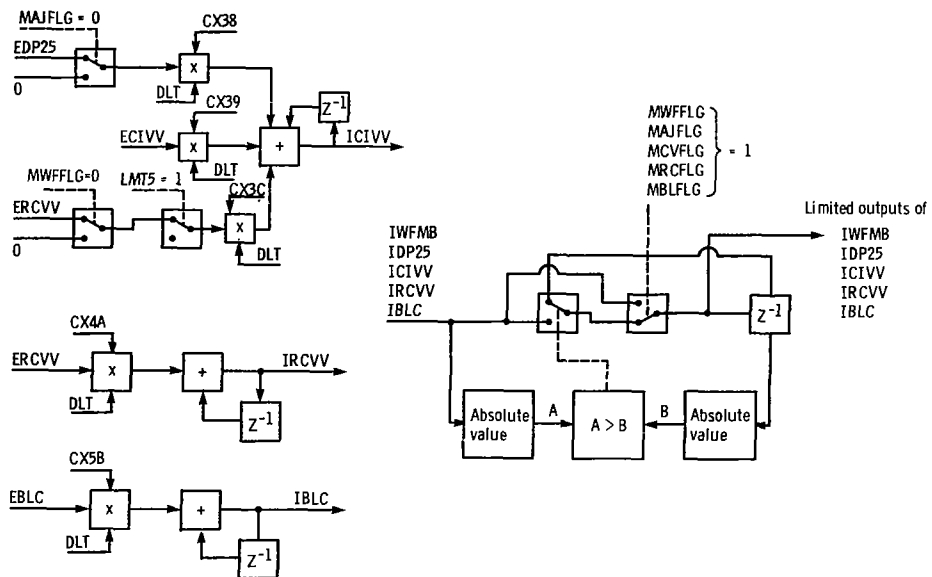 MAJFLG = 0
CX38
EDP25
0
X
DLT
CX39
Z-1
ECIVV
X
+
ICIVV
DLT
MWFFLG=0
LMT5 = 1
CX3C
ERCVV
0
X
DLT
CX4A
ERCVV
X
+
IRCVV
DLT
Z-1
CX5B
EBLC
X
+
IBLC
DLT
Z-1
MWFFLG
MAJFLG
MCVFLG
MRCFLG
MBLFLG
= 1
Limited outputs of
IWFMB
IDP25
ICIVV
IRCVV
IBLC
IWFMB
IDP25
ICIVV
IRCVV
IBLC
Z-1
Absolute
value
A
A > B
B
Absolute
value